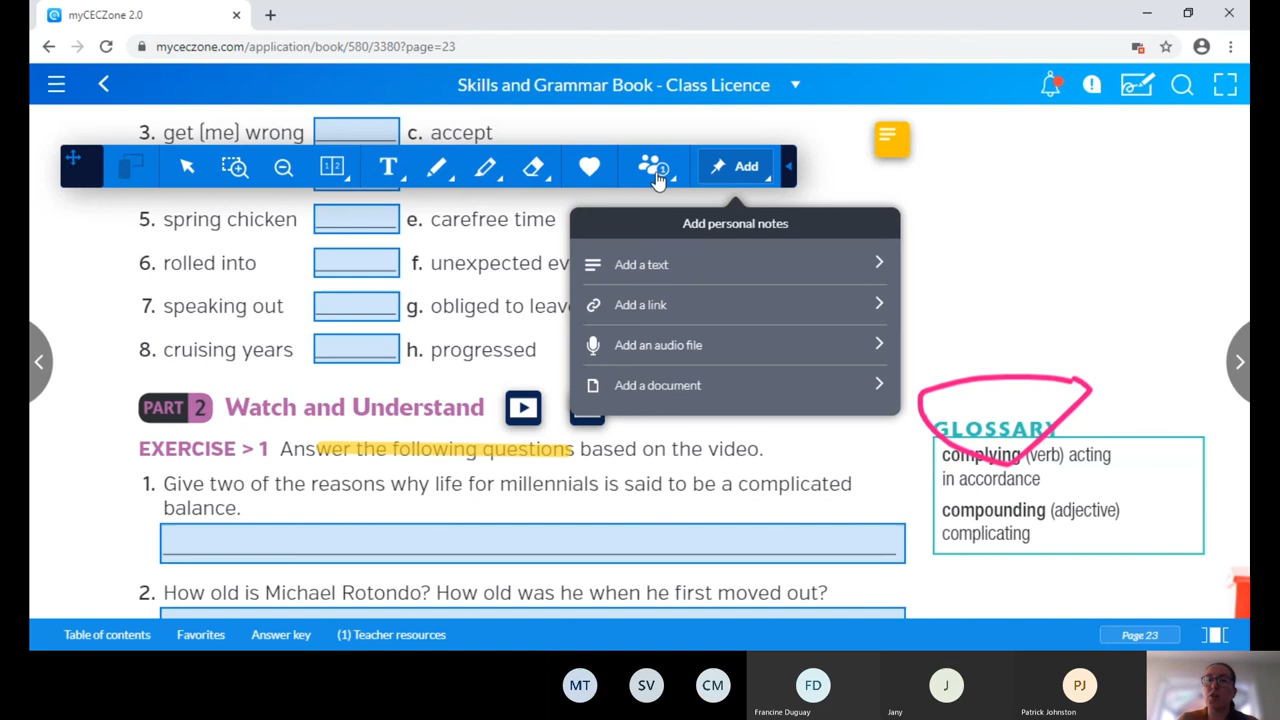 myCECZone 2.0
myceczone.com/application/book/580/3380?page=23
Skills and Grammar Book - Class Licence
3. get (me) wrong c. accept
1 2 T 1 Add
5. spring chicken e. carefree time
Add personal notes
6. rolled into f. unexpected ev
Add a text
7. speaking out g. obliged to leav
Add a link
8. cruising years h. progressed
Add an audio file
Add a document
PART 2 Watch and Understand
EXERCISE > 1 Answer the following questions based on the video.
1. Give two of the reasons why life for millennials is said to be a complicated
balance.
2. How old is Michael Rotondo? How old was he when he first moved out?
GLOSSARY
complying (verb) acting
in accordance
compounding (adjective)
complicating
Table of contents Favorites Answer key (1) Teacher resources Page 23
MT SV CM FD J PJ
Francine Duguay Jany Patrick Johnston